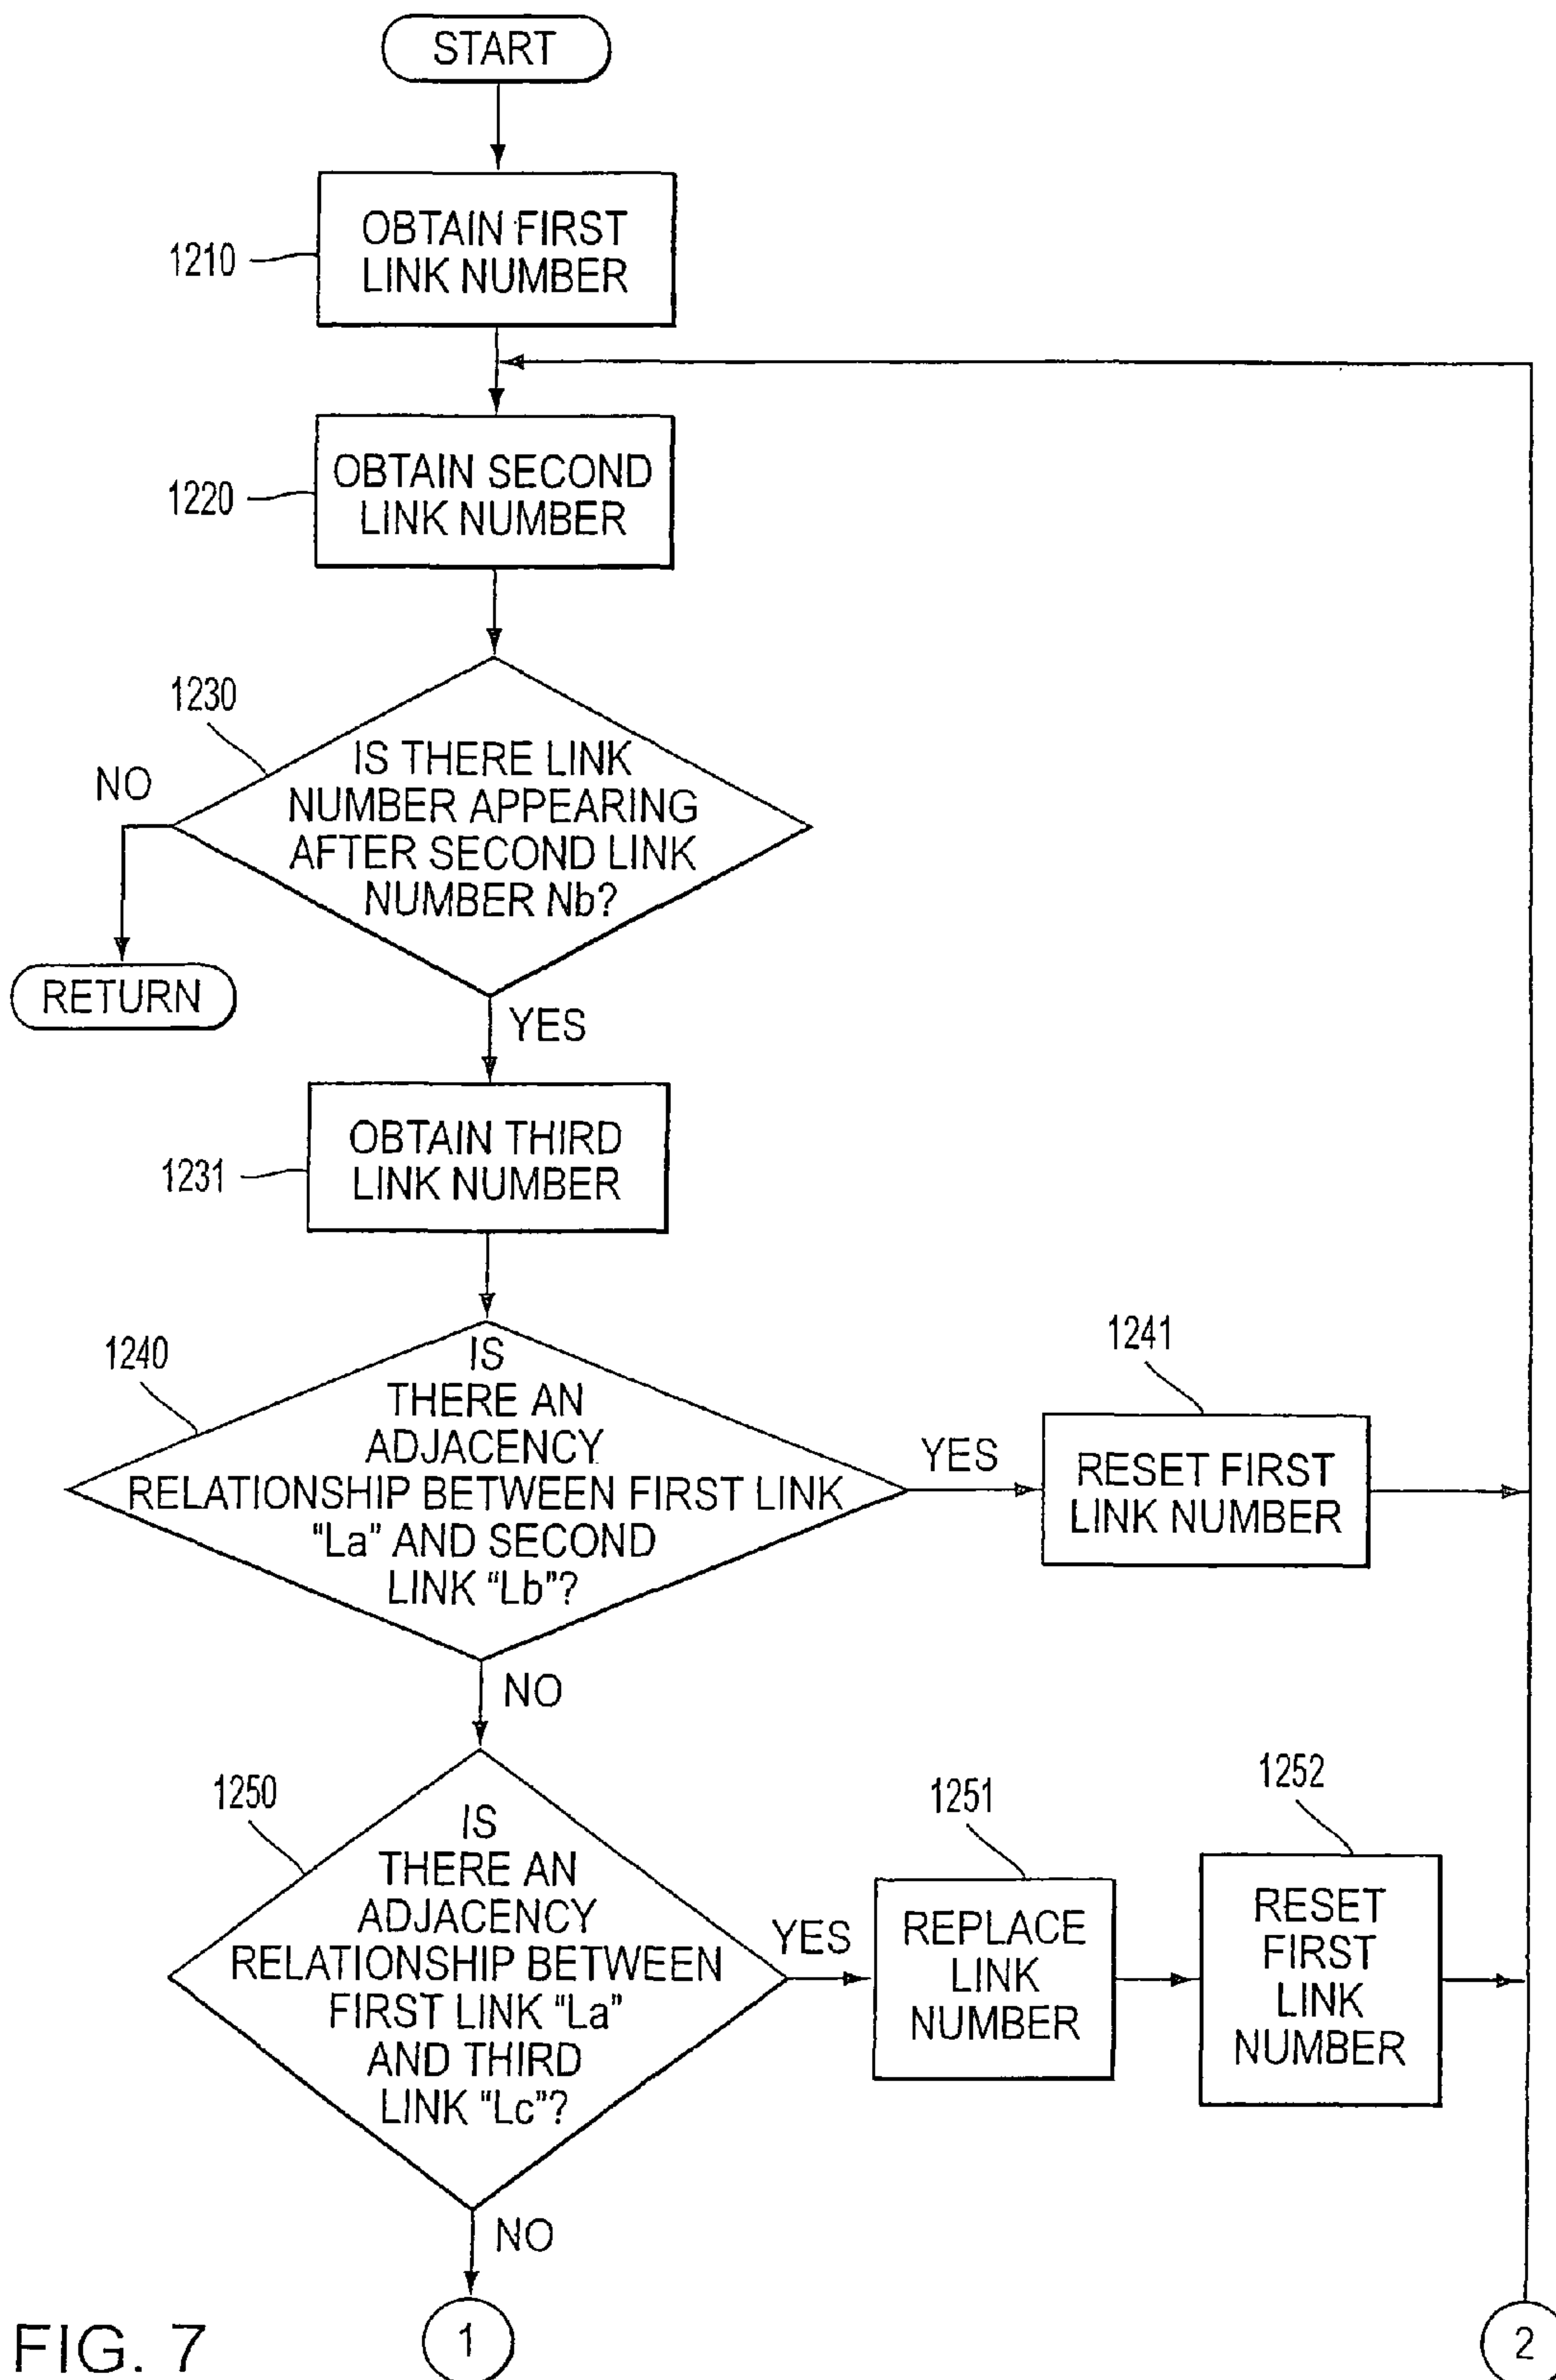 START
OBTAIN FIRST
LINK NUMBER
1210
OBTAIN SECOND
LINK NUMBER
1220
1230
IS THERE LINK
NUMBER APPEARING
AFTER SECOND LINK
NUMBER Nb?
NO
RETURN
YES
OBTAIN THIRD
LINK NUMBER
1231
1240
IS
THERE AN
ADJACENCY
RELATIONSHIP BETWEEN FIRST LINK
"La" AND SECOND
LINK "Lb"?
YES
1241
RESET FIRST
LINK NUMBER
NO
1250
IS
THERE AN
ADJACENCY
RELATIONSHIP BETWEEN
FIRST LINK "La"
AND THIRD
LINK "Lc"?
YES
1251
REPLACE
LINK
NUMBER
1252
RESET
FIRST
LINK
NUMBER
NO
1
2
FIG. 7